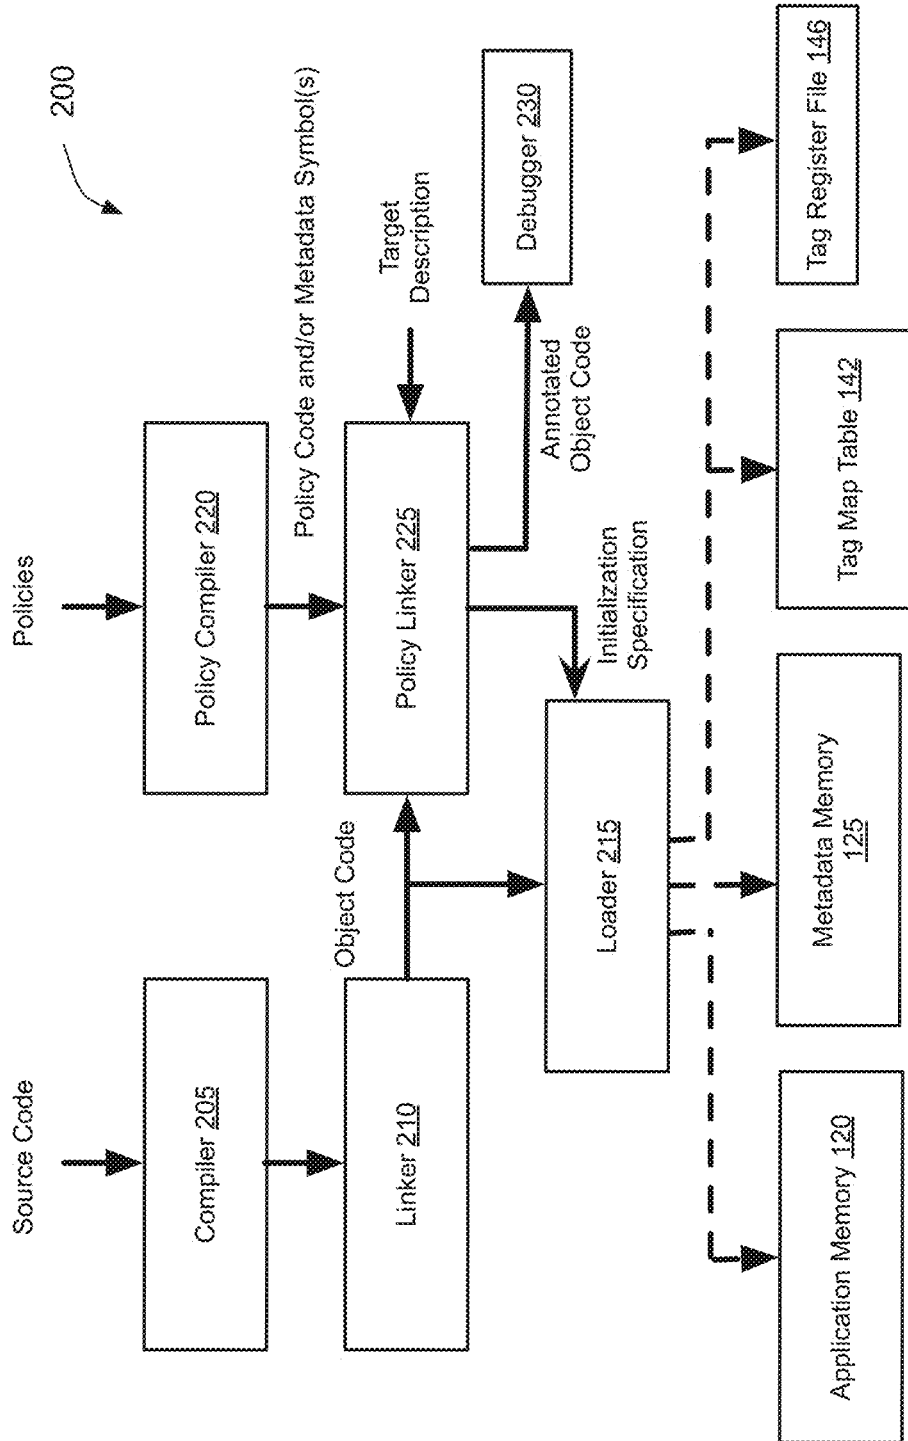 200
Source Code
Policies
Compiler 205
Policy Compiler 220
Policy Code and/or Metadata Symbol(s)
Linker 210
Object Code
Policy Linker 225
Target
Description
Loader 215
Initialization
Specification
Annotated
Object Code
Debugger 230
Application Memory 120
Metadata Memory
125
Tag Map Table 142
Tag Register File 146